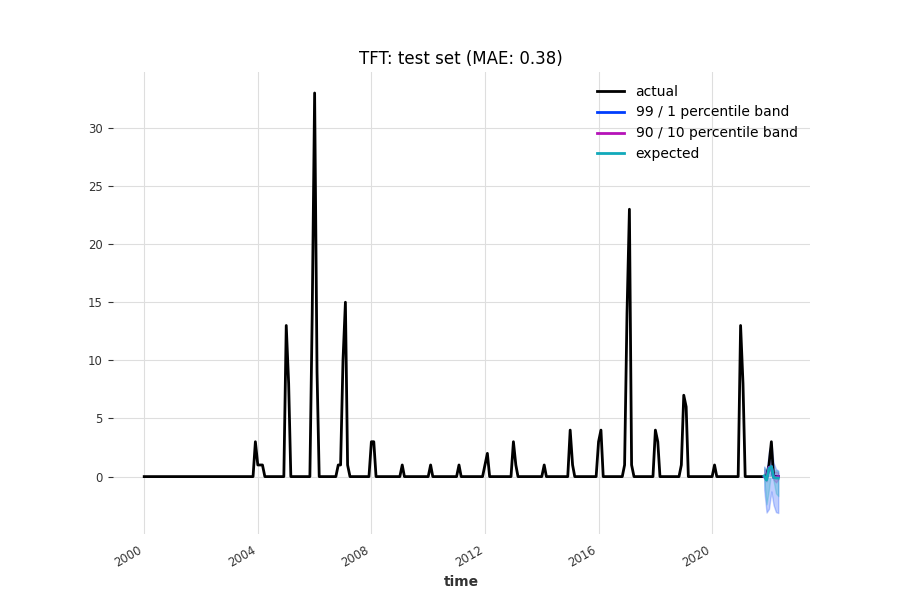 TFT: test set (MAE: 0.38)
actual
99 / 1 percentile band
90 / 10 percentile band
expected
30
25
20
15
10
5
0
2000
2004
2008
2012
2016
2020
time